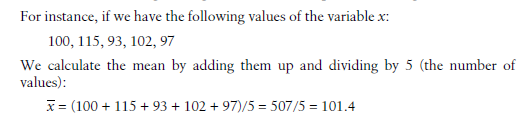 For instance, if we have the following values of the variable x:
100, 115, 93, 102, 97
We calculate the mean by adding them up and dividing by 5 (the number of
values):
x̅ = (100 + 115 + 93 + 102 + 97)/5 = 507/5 = 101.4